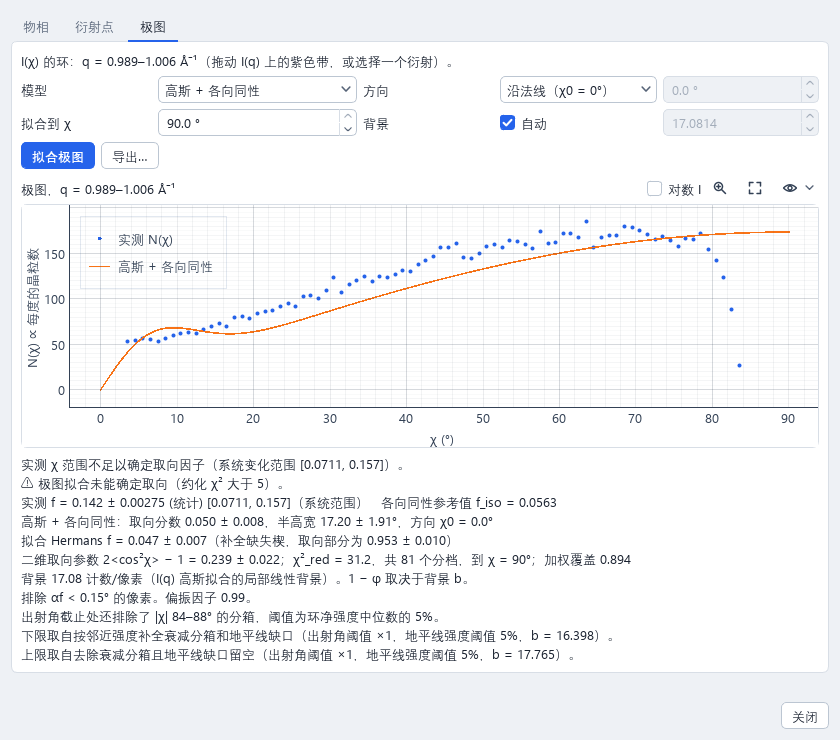 物相 衍射点 极图
I(χ) 的环：q = 0.989–1.006 Å⁻¹（拖动 I(q) 上的紫色带，或选择一个衍射）。
模型 高斯 + 各向同性 方向 沿法线（χ0 = 0°） 0.0 °
拟合到 χ 90.0 ° 背景 自动 17.0814
拟合极图 导出...
极图，q = 0.989–1.006 Å⁻¹ 对数 I
实测 N(χ)
高斯 + 各向同性
N(χ) ∝ 每度的晶粒数
150
100
50
0
0 10 20 30 40 50 60 70 80 90
χ (°)
实测 χ 范围不足以确定取向因子（系统变化范围 [0.0711, 0.157]）。
⚠ 极图拟合未能确定取向（约化 χ² 大于 5）。
实测 f = 0.142 ± 0.00275 (统计) [0.0711, 0.157]（系统范围） 各向同性参考值 f_iso = 0.0563
高斯 + 各向同性：取向分数 0.050 ± 0.008，半高宽 17.20 ± 1.91°，方向 χ0 = 0.0°
拟合 Hermans f = 0.047 ± 0.007（补全缺失楔，取向部分为 0.953 ± 0.010）
二维取向参数 2<cos²χ> − 1 = 0.239 ± 0.022；χ²_red = 31.2，共 81 个分档，到 χ = 90°；加权覆盖 0.894
背景 17.08 计数/像素（I(q) 高斯拟合的局部线性背景）。1 − φ 取决于背景 b。
排除 αf < 0.15° 的像素。偏振因子 0.99。
出射角截止处还排除了 |χ| 84–88° 的分箱，阈值为环净强度中位数的 5%。
下限取自按邻近强度补全衰减分箱和地平线缺口（出射角阈值 ×1，地平线强度阈值 5%，b = 16.398）。
上限取自去除衰减分箱且地平线缺口留空（出射角阈值 ×1，地平线强度阈值 5%，b = 17.765）。
关闭